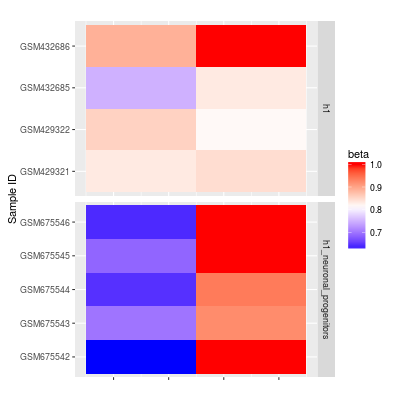 GSM432686
GSM432685
GSM429322
GSM429321
h1
GSM675546
GSM675545
GSM675544
GSM675543
GSM675542
h1_neuronal_progenitors
Sample ID
beta
1.0
0.9
0.8
0.7